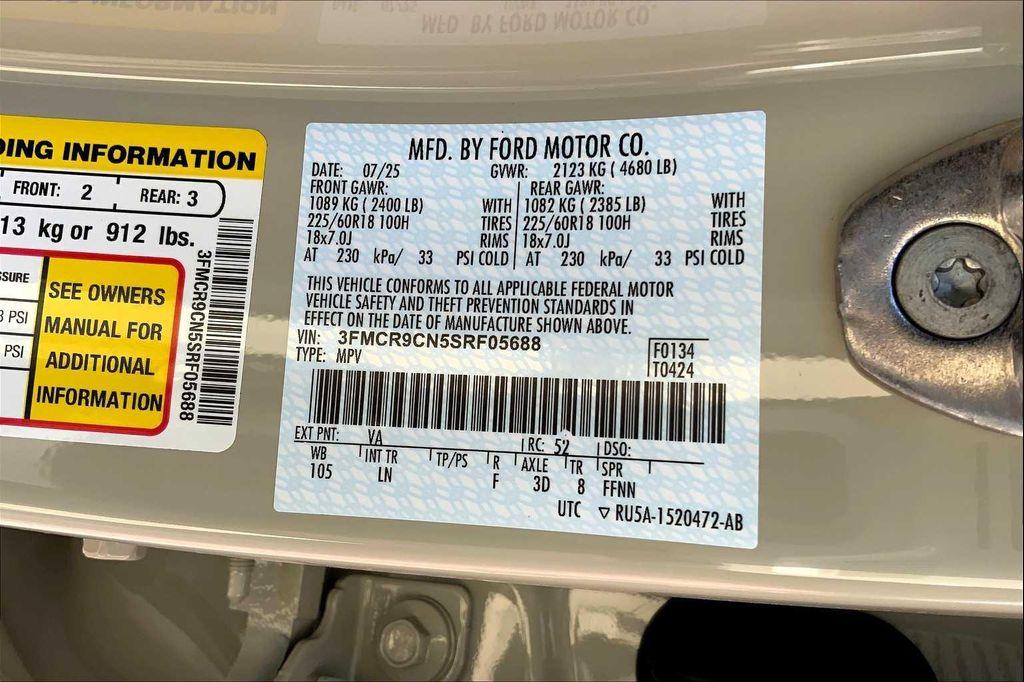 MFD. BY FORD MOTOR CO.
DING INFORMATION
FRONT: 2 REAR: 3
13 kg or 912 lbs.
SSURE
3 PSI
PSI
SEE OWNERS
MANUAL FOR
ADDITIONAL
INFORMATION
3FMCR9CN5SRF05688
MFD. BY FORD MOTOR CO.
DATE: 07/25 GVWR: 2123 KG ( 4680 LB)
FRONT GAWR: REAR GAWR:
1089 KG ( 2400 LB) WITH 1082 KG ( 2385 LB) WITH
225/60R18 100H TIRES 225/60R18 100H TIRES
18x7.0J RIMS 18x7.0J RIMS
AT 230 kPa/ 33 PSI COLD AT 230 kPa/ 33 PSI COLD
THIS VEHICLE CONFORMS TO ALL APPLICABLE FEDERAL MOTOR
VEHICLE SAFETY AND THEFT PREVENTION STANDARDS IN
EFFECT ON THE DATE OF MANUFACTURE SHOWN ABOVE.
VIN: 3FMCR9CN5SRF05688
TYPE: MPV
F0134
T0424
EXT PNT: VA RC: 52 DSO:
WB INT TR TP/PS R AXLE TR SPR
105 LN F 3D 8 FFNN
UTC ▽ RU5A-1520472-AB